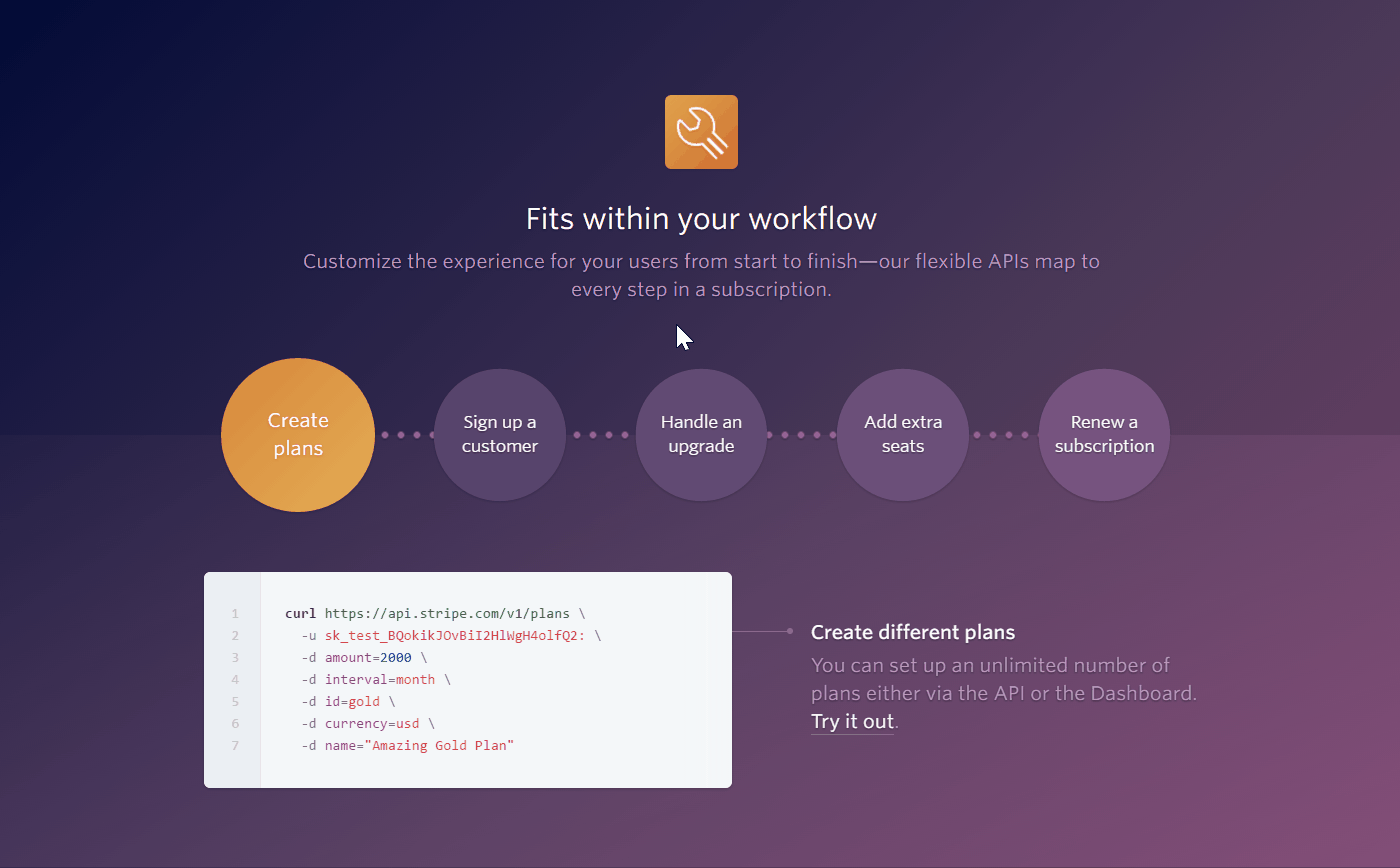 Fits within your workflow
Customize the experience for your users from start to finish—our flexible APIs map to
every step in a subscription.
Create
plans
Sign up a
customer
Handle an
upgrade
Add extra
seats
Renew a
subscription
1 curl https://api.stripe.com/v1/plans \
2 -u sk_test_BQokikJOvBiI2HlWgH4olfQ2: \
3 -d amount=2000 \
4 -d interval=month \
5 -d id=gold \
6 -d currency=usd \
7 -d name="Amazing Gold Plan"
Create different plans
You can set up an unlimited number of
plans either via the API or the Dashboard.
Try it out.